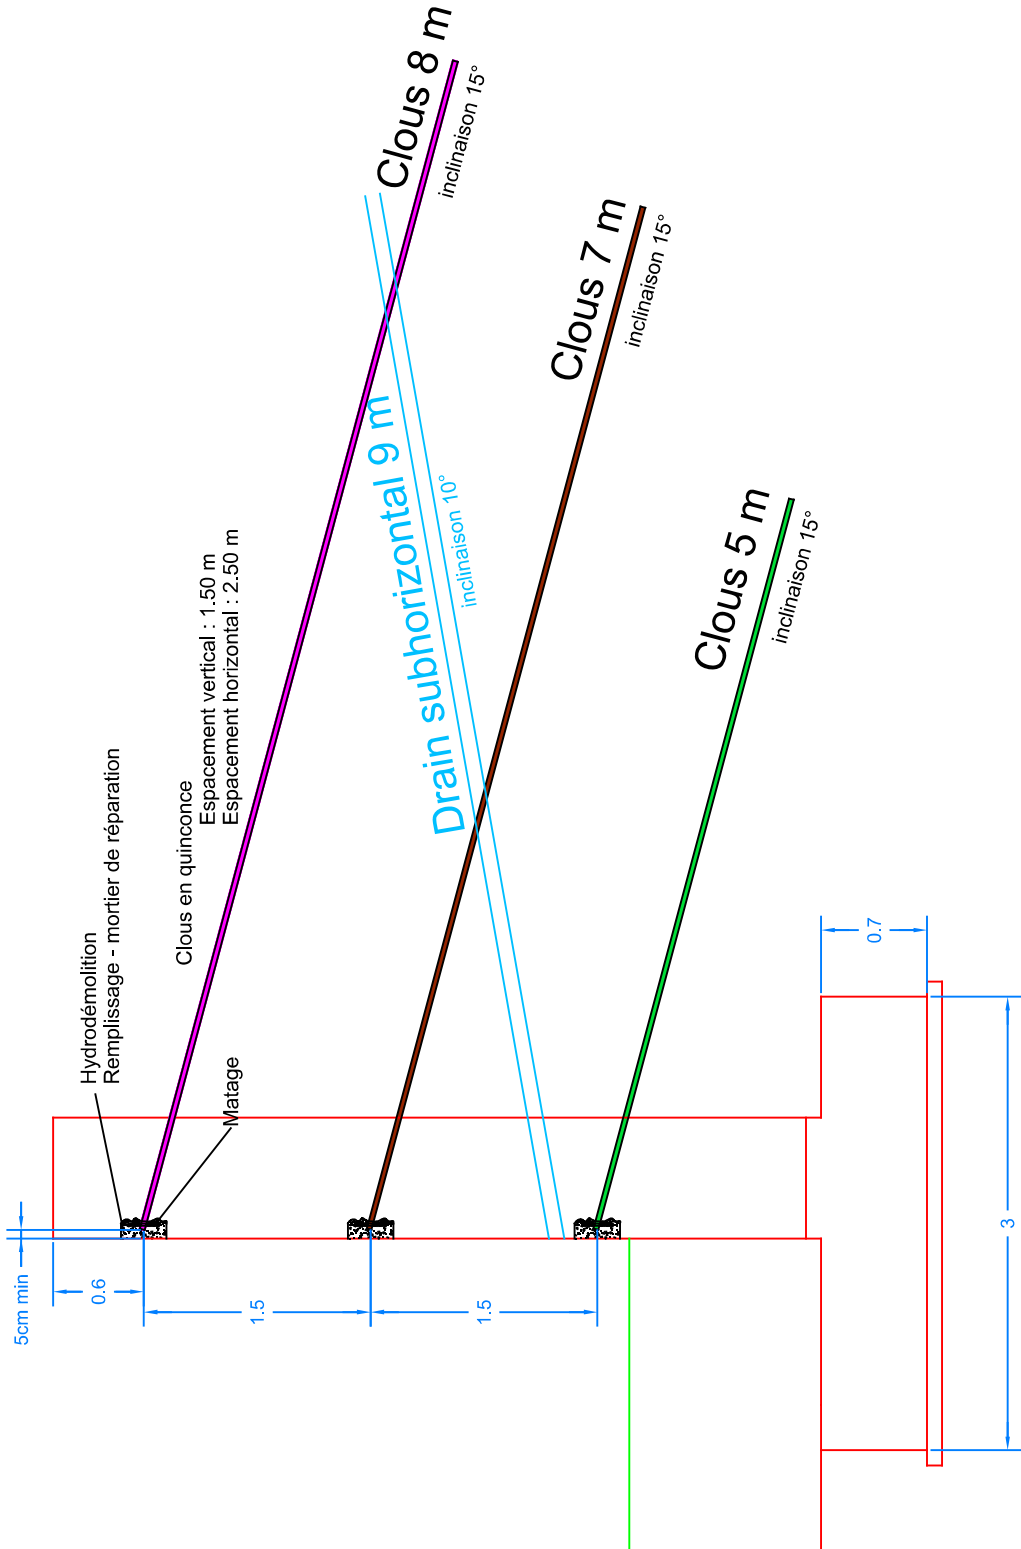 Hydrodémolition
Remplissage - mortier de réparation
Clous en quinconce
Espacement vertical : 1.50 m
Espacement horizontal : 2.50 m
Matage
Clous 8 m
inclinaison 15°
Drain subhorizontal 9 m
inclinaison 10°
Clous 7 m
inclinaison 15°
Clous 5 m
inclinaison 15°
5cm min
0.6
1.5
1.5
0.7
3